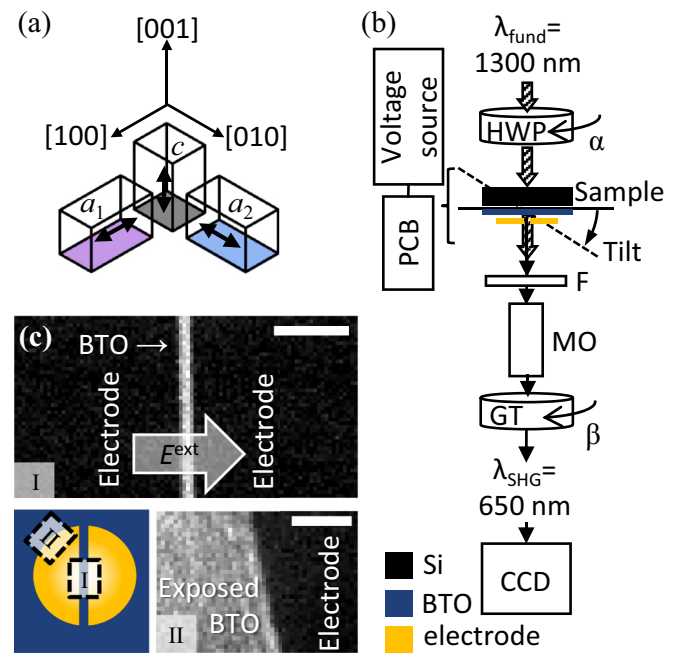 (a)
[001]
[100]
[010]
c
a1
a2
(b)
λfund=
1300 nm
Voltage
source
HWP
α
Sample
PCB
Tilt
F
MO
GT
β
λSHG=
650 nm
CCD
Si
BTO
electrode
(c)
BTO →
Electrode
Eext
Electrode
I
II
I
Exposed
BTO
Electrode
II